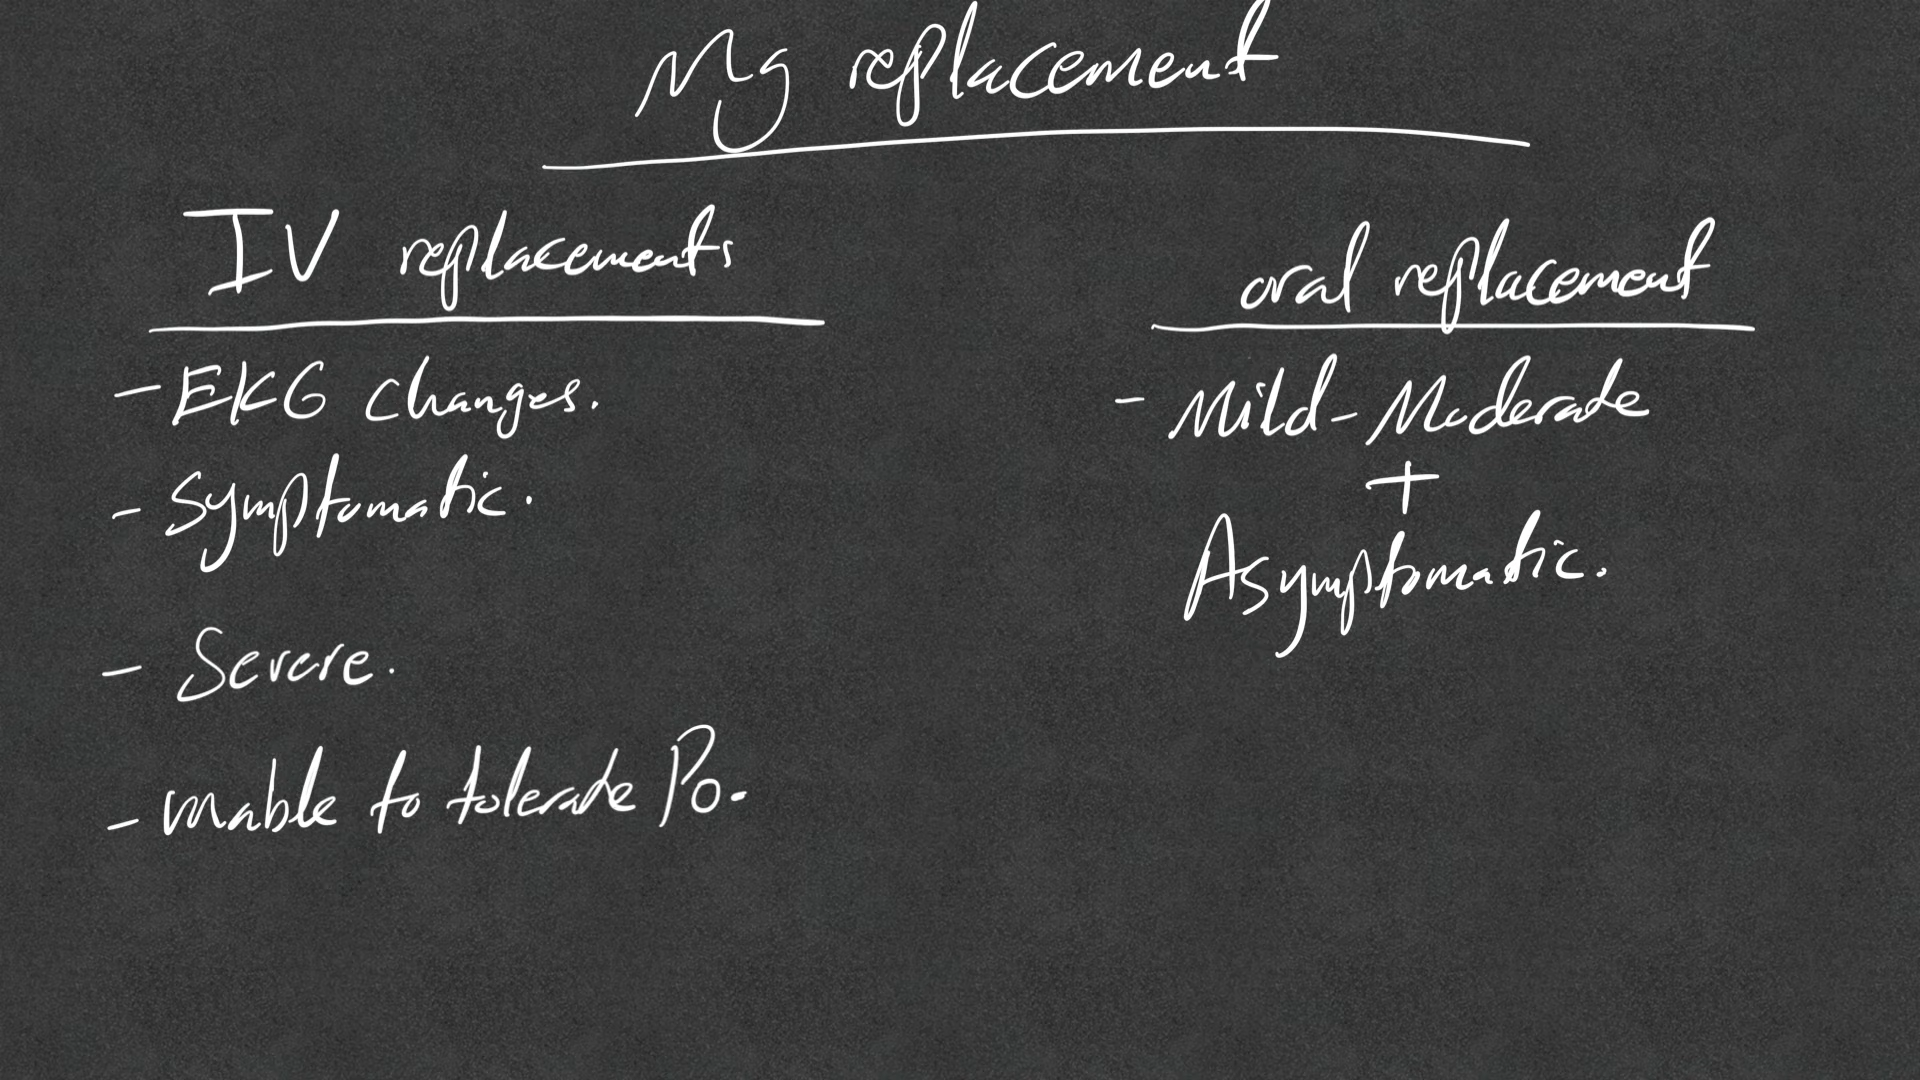 Mg replacement
IV replacements
- EKG changes.
- Symptomatic.
- Severe.
- unable to tolerate Po.
oral replacement
- Mild-Moderate
+
Asymptomatic.